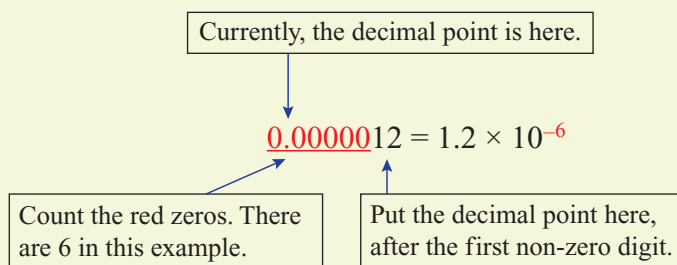 Currently, the decimal point is here.
0.0000012 = 1.2 × 10⁻⁶
Count the red zeros. There
are 6 in this example.
Put the decimal point here,
after the first non-zero digit.